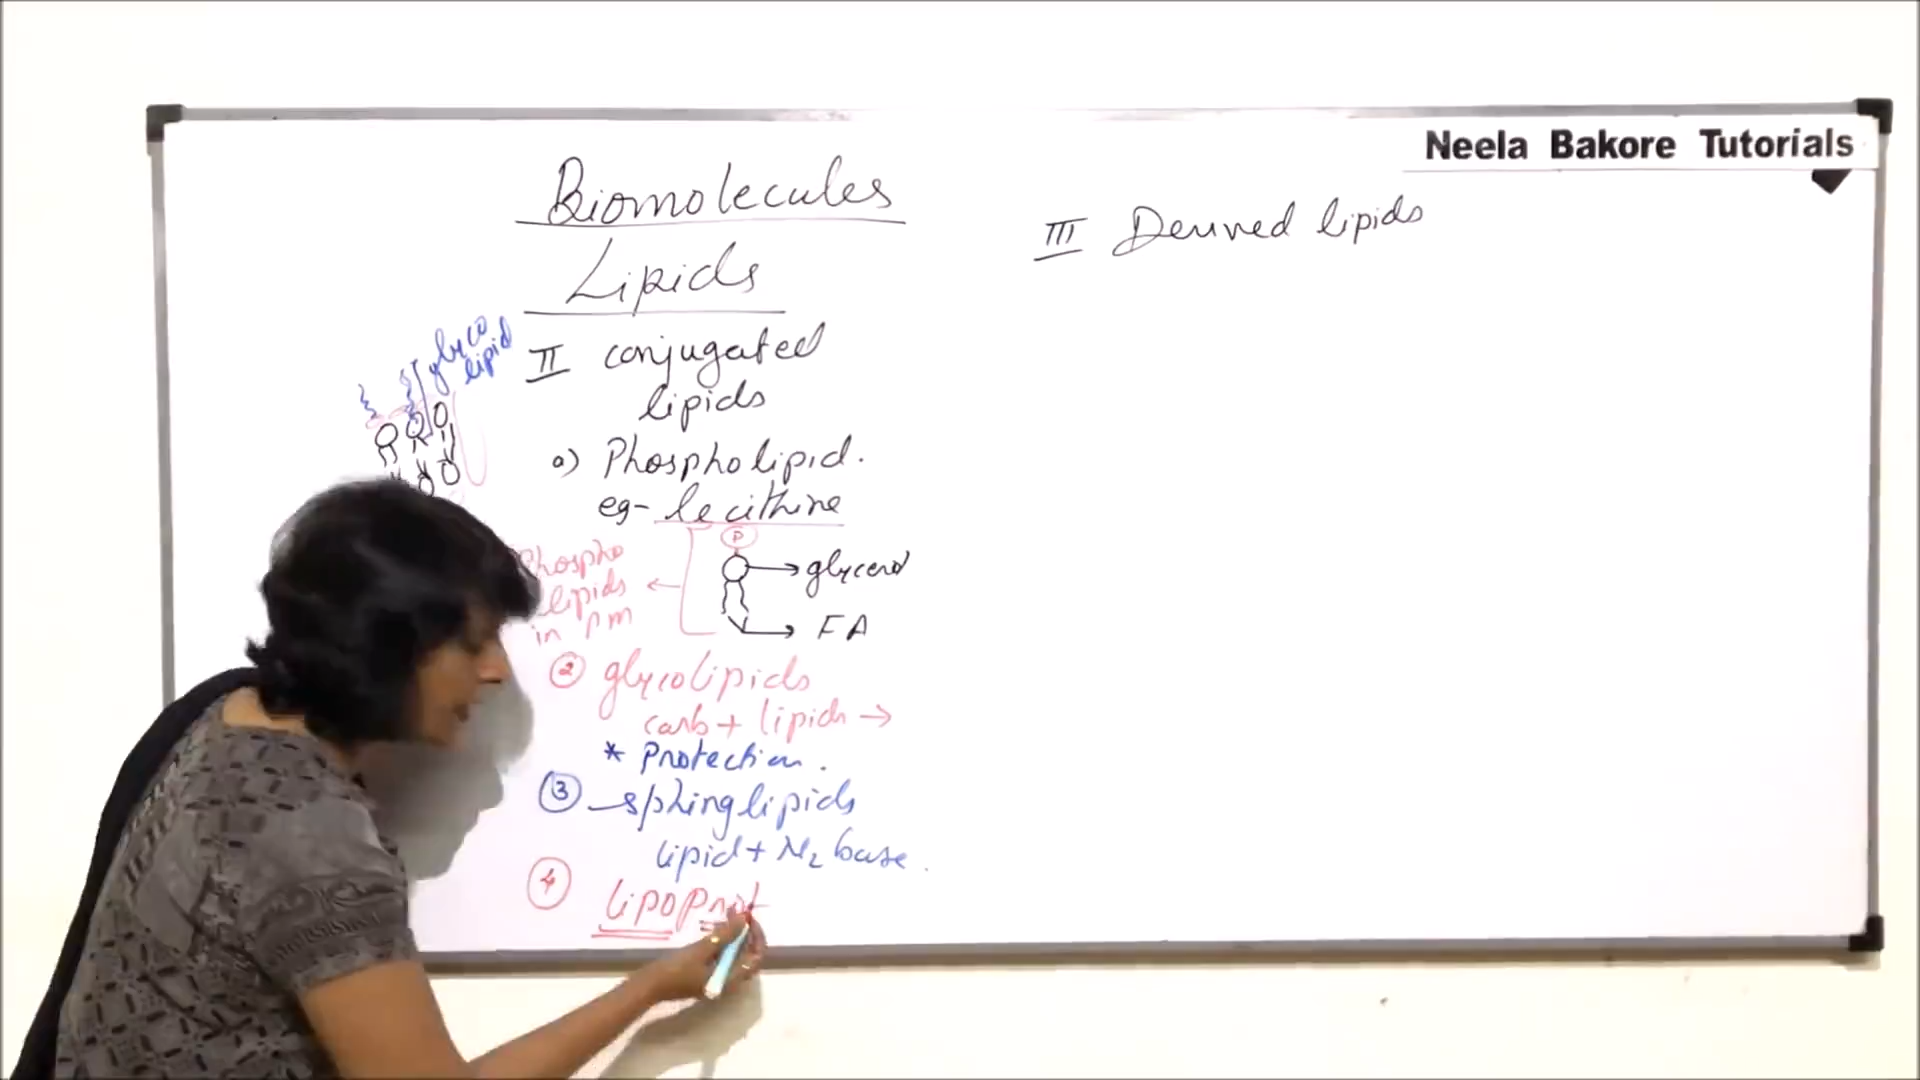 Neela Bakore Tutorials
Biomolecules
Lipids
II conjugated
lipids
a) Phospholipid.
eg- lecithine
P
glycerol
FA
Phospho
lipids
in pm
glyco
lipid
② glycolipids
carb + lipids →
* Protection.
③ sphinglipids
lipid + N2 base.
④ lipoprot
III Derived lipids